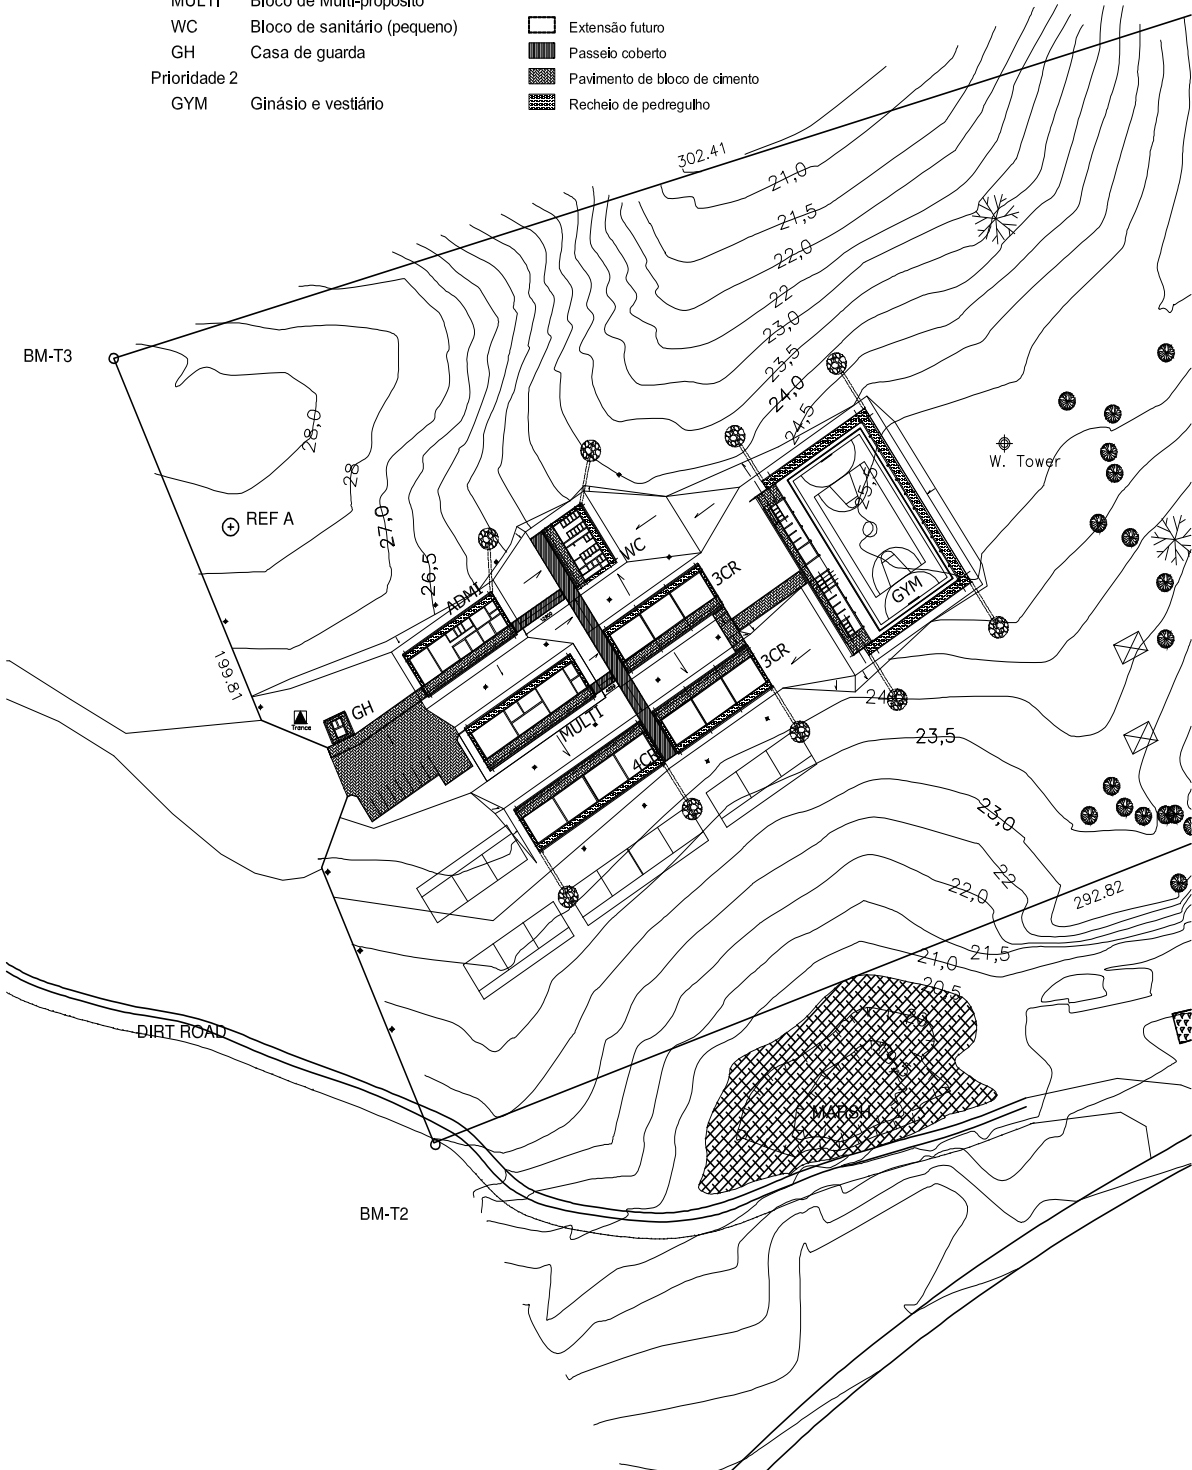 MULTI Bloco de Multi-propósito
WC Bloco de sanitário (pequeno)
GH Casa de guarda
Prioridade 2
GYM Ginásio e vestiário
Extensão futuro
Passeio coberto
Pavimento de bloco de cimento
Recheio de pedregulho
302.41
21,0
21,5
22,0
22
23,0
23,5
24,0
24,5
25,5
BM-T3
28,0
28
27,0
26,5
REF A
W. Tower
WC
3CR
GYM
ADMI
3CR
199.81
GH
Trance
MULTI
4CR
24
23,5
23,0
22
22,0
292.82
21,5
21,0
20,5
DIRT ROAD
MARSH
BM-T2